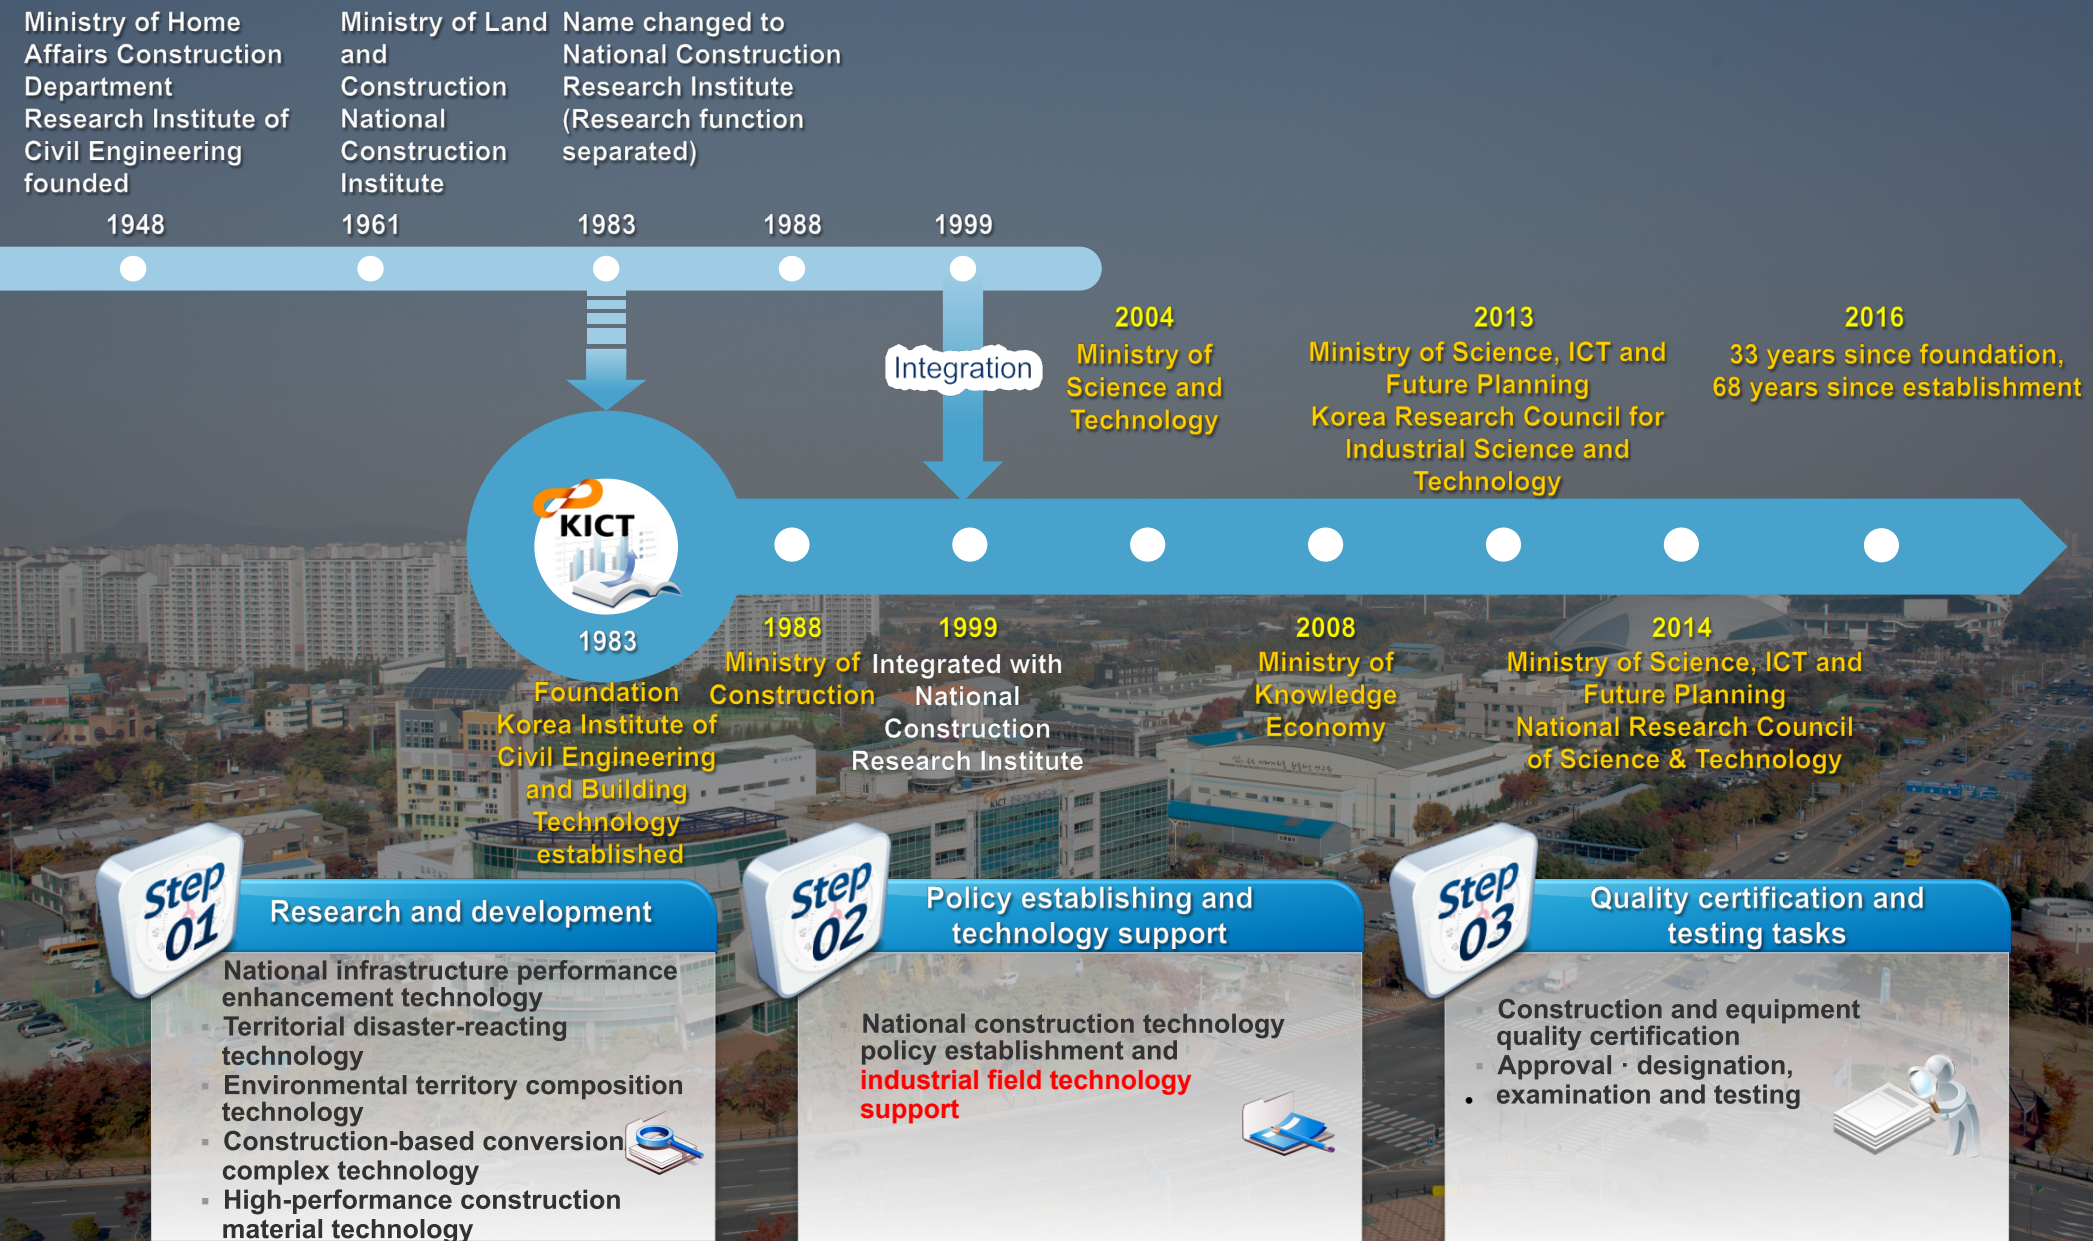 Ministry of Home
Affairs Construction
Department
Research Institute of
Civil Engineering
founded
1948
Ministry of Land
and
Construction
National
Construction
Institute
1961
Name changed to
National Construction
Research Institute
(Research function
separated)
1983
1988
1999
Integration
2004
Ministry of
Science and
Technology
2013
Ministry of Science, ICT and
Future Planning
Korea Research Council for
Industrial Science and
Technology
2016
33 years since foundation,
68 years since establishment
KICT
1983
Foundation
Korea Institute of
Civil Engineering
and Building
Technology
established
1988
Ministry of
Construction
1999
Integrated with
National
Construction
Research Institute
2008
Ministry of
Knowledge
Economy
2014
Ministry of Science, ICT and
Future Planning
National Research Council
of Science & Technology
KICT
Step
01
Research and development
National infrastructure performance
enhancement technology
▪ Territorial disaster-reacting
technology
▪ Environmental territory composition
technology
▪ Construction-based conversion
complex technology
▪ High-performance construction
material technology
Step
02
Policy establishing and
technology support
▪ National construction technology
policy establishment and
industrial field technology
support
Step
03
Quality certification and
testing tasks
▪ Construction and equipment
quality certification
▪ Approval · designation,
• examination and testing